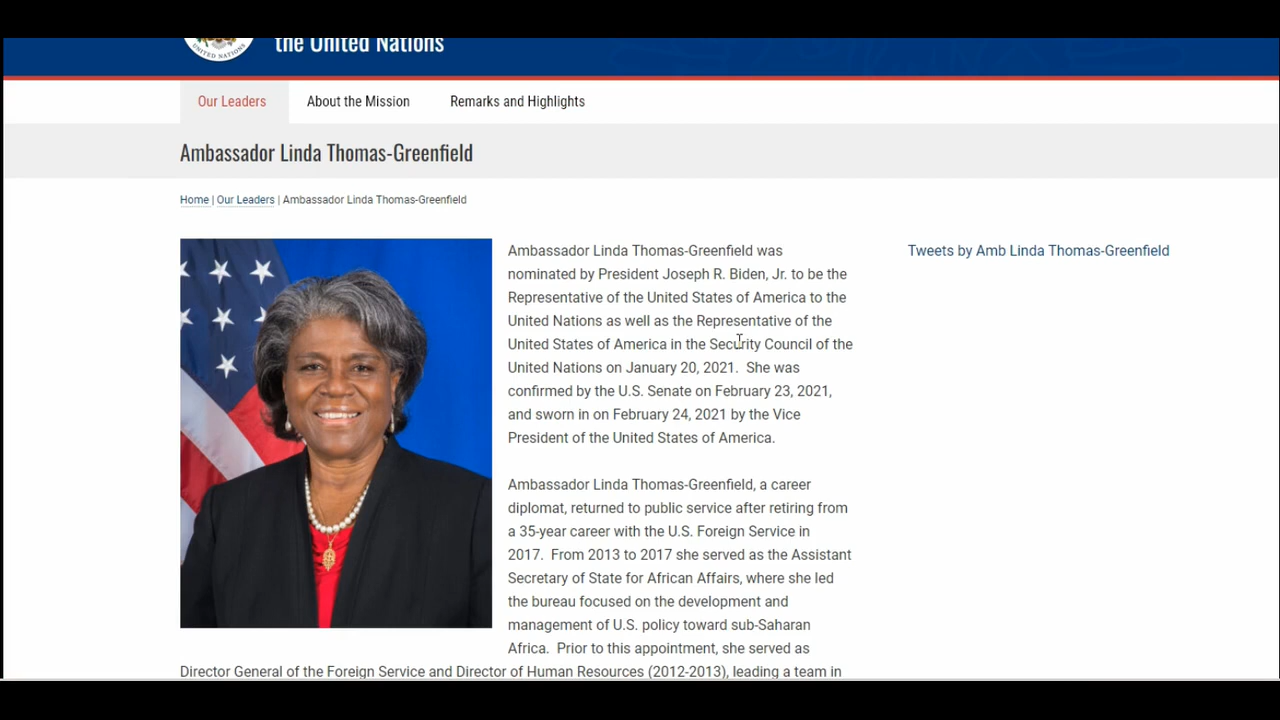 UNITED NATIONS
the United Nations
Our Leaders
About the Mission
Remarks and Highlights
Ambassador Linda Thomas-Greenfield
Home | Our Leaders | Ambassador Linda Thomas-Greenfield
Ambassador Linda Thomas-Greenfield was
nominated by President Joseph R. Biden, Jr. to be the
Representative of the United States of America to the
United Nations as well as the Representative of the
United States of America in the Security Council of the
United Nations on January 20, 2021.  She was
confirmed by the U.S. Senate on February 23, 2021,
and sworn in on February 24, 2021 by the Vice
President of the United States of America.
Ambassador Linda Thomas-Greenfield, a career
diplomat, returned to public service after retiring from
a 35-year career with the U.S. Foreign Service in
2017.  From 2013 to 2017 she served as the Assistant
Secretary of State for African Affairs, where she led
the bureau focused on the development and
management of U.S. policy toward sub-Saharan
Africa.  Prior to this appointment, she served as
Director General of the Foreign Service and Director of Human Resources (2012-2013), leading a team in
Tweets by Amb Linda Thomas-Greenfield